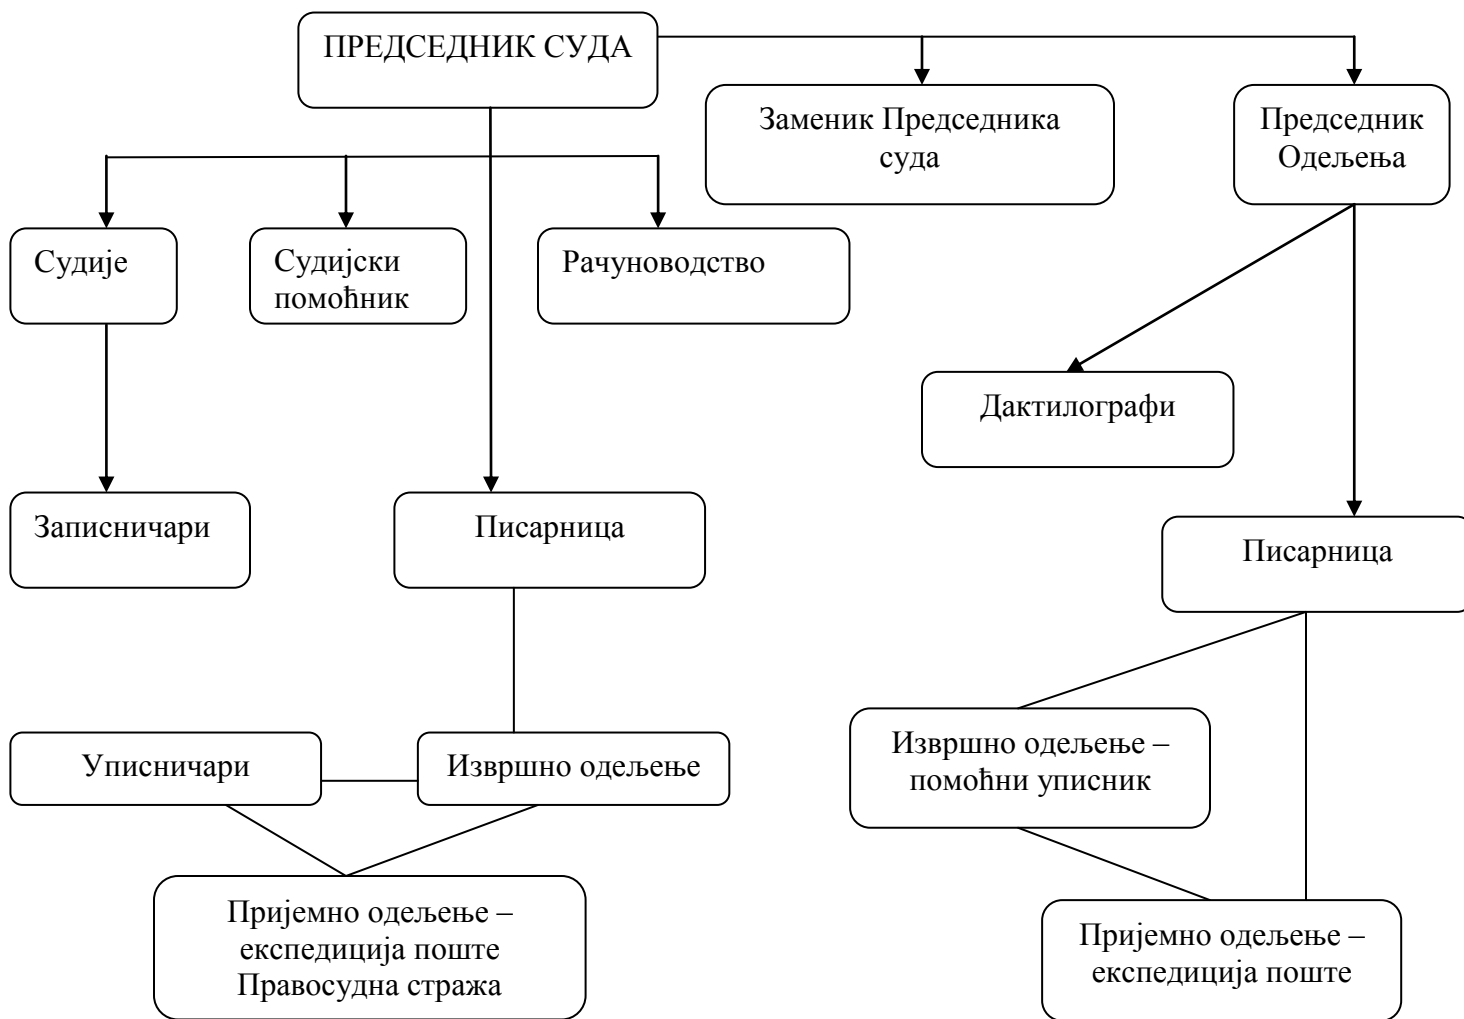 ПРЕДСЕДНИК СУДА
Заменик Председника
суда
Председник
Одељења
Судије
Судијски
помоћник
Рачуноводство
Дактилографи
Записничари
Писарница
Писарница
Уписничари
Извршно одељење
Извршно одељење –
помоћни уписник
Пријемно одељење –
експедиција поште
Правосудна стража
Пријемно одељење –
експедиција поште